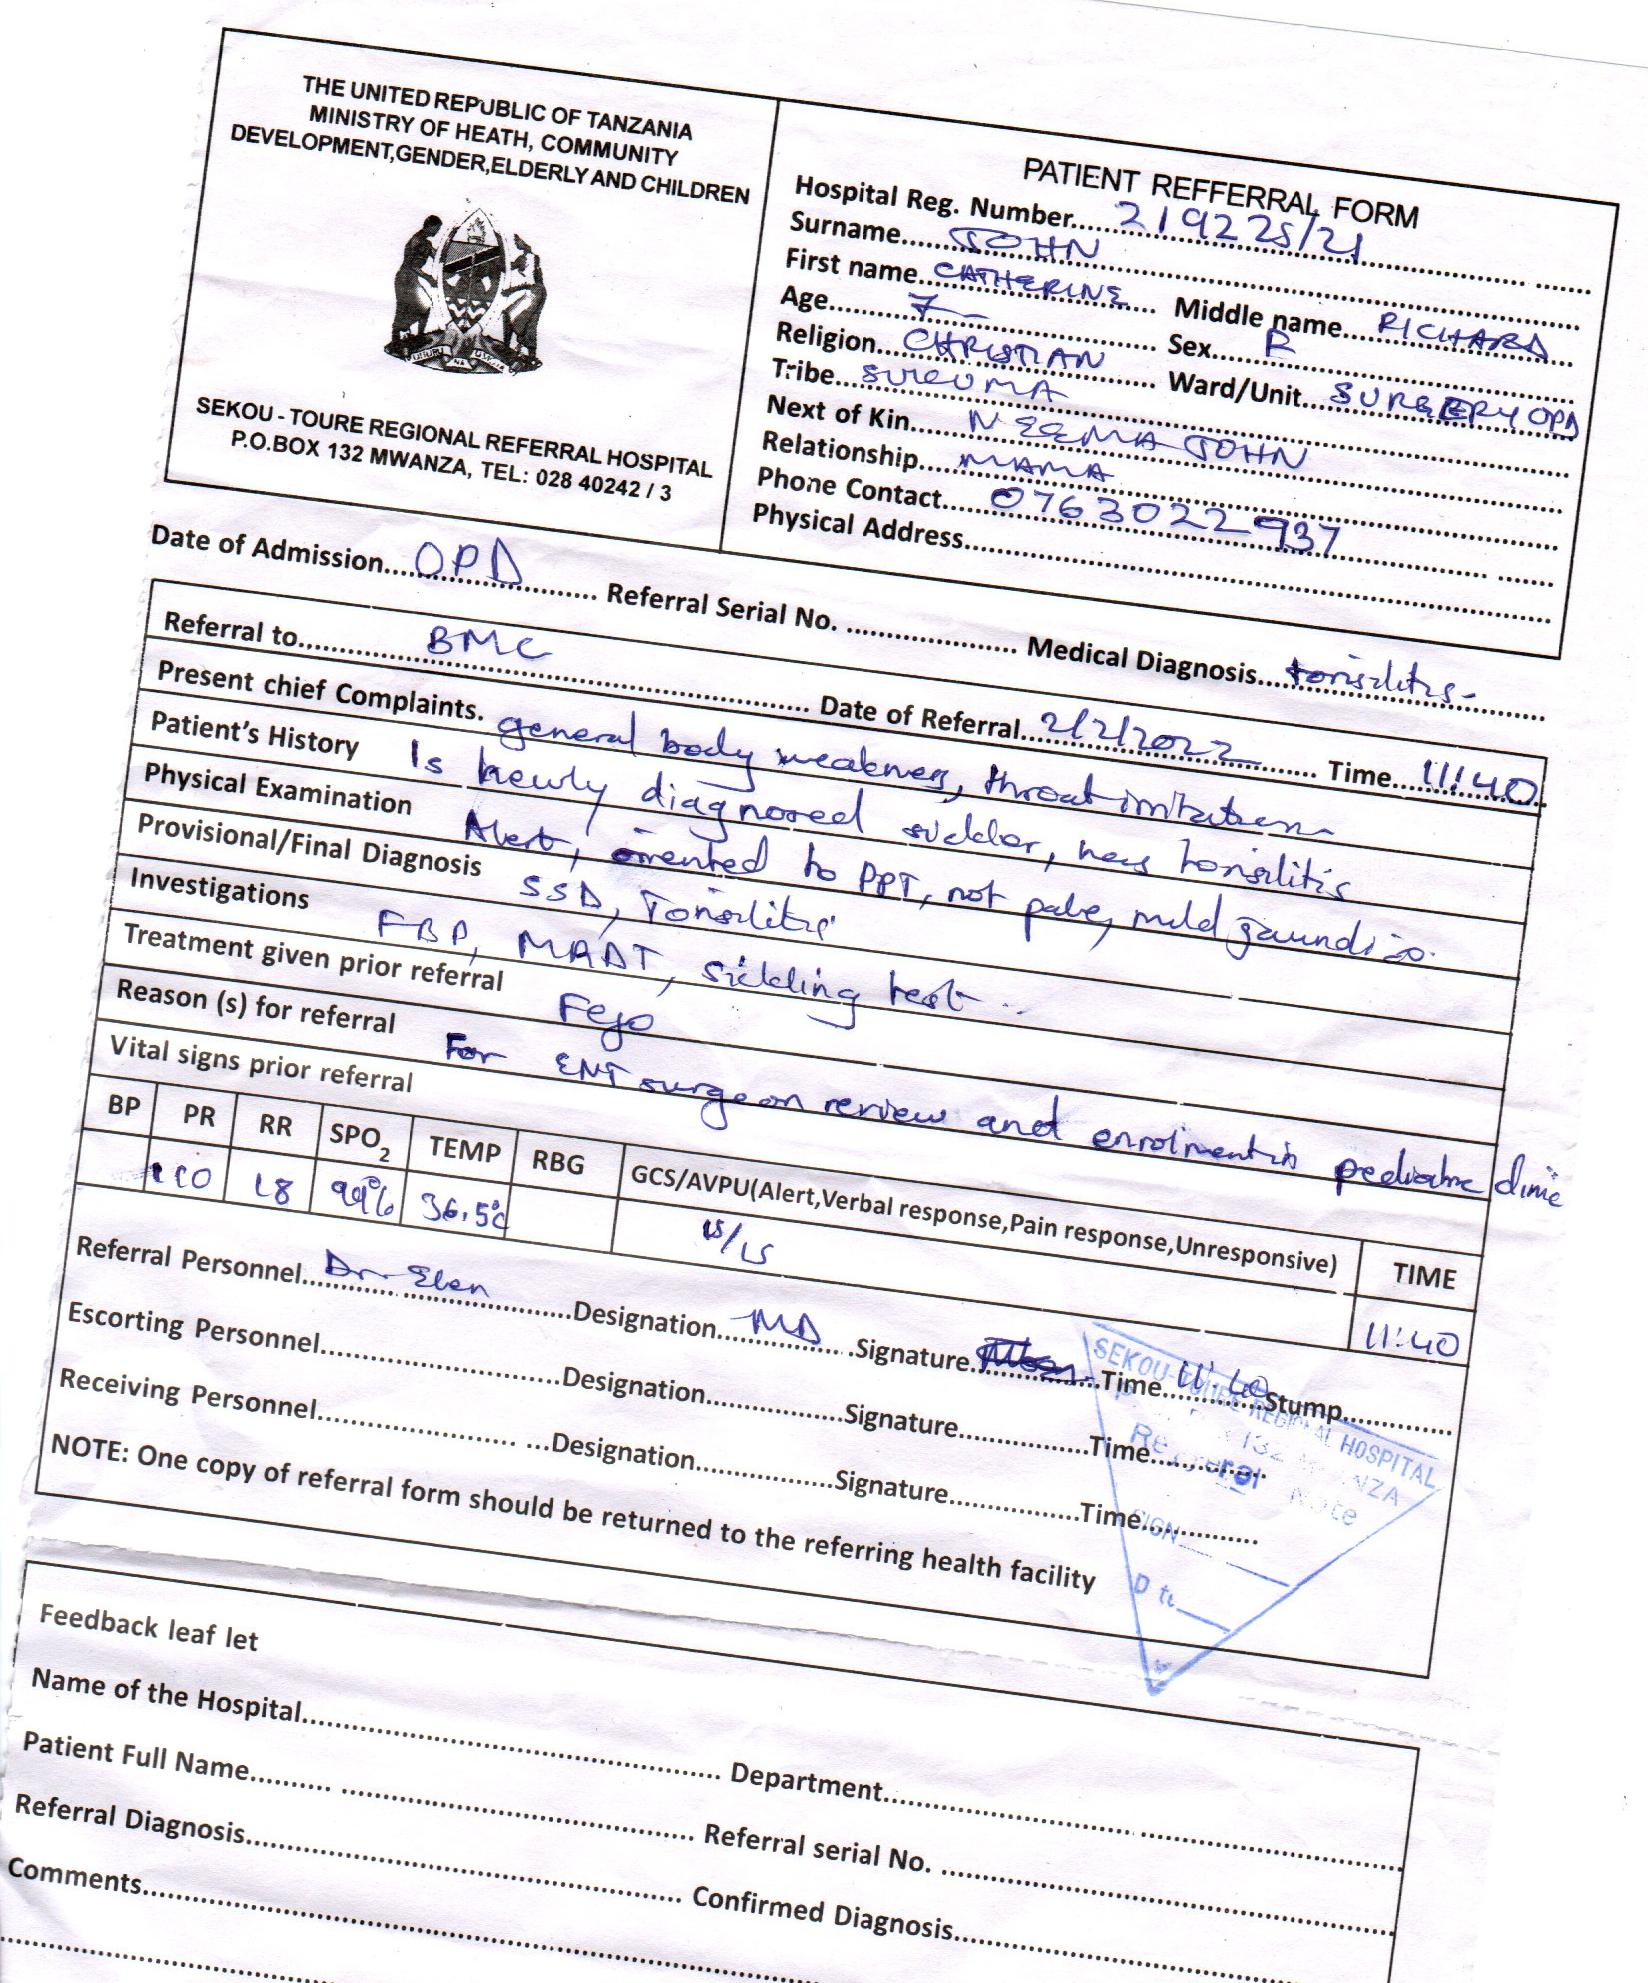 THE UNITED REPUBLIC OF TANZANIA
MINISTRY OF HEATH, COMMUNITY
DEVELOPMENT,GENDER,ELDERLY AND CHILDREN
UHURU NA UMOJA
SEKOU - TOURE REGIONAL REFERRAL HOSPITAL
P.O.BOX 132 MWANZA, TEL: 028 40242 / 3
PATIENT REFFERRAL FORM
Hospital Reg. Number.....219225/21
Surname.....JOHN
First name.....CATHERINE Middle name.....RICHARD
Age.....7 Sex.....F
Religion.....CHRISTIAN Ward/Unit.....SURGERY OPD
Tribe.....SUKUMA
Next of Kin.....NEEMA JOHN
Relationship.....MAMA
Phone Contact.....0763022937
Physical Address.....
Date of Admission.....OPD Referral Serial No. ..... Medical Diagnosis.....tonsilitis-
Referral to.....BMC Date of Referral.....2/2/2022 Time.....11:40
Present chief Complaints. general body weakness, throat irritation
Patient's History Is newly diagnosed sickler, has tonsilitis
Physical Examination Alert, oriented to PPT, not pale, mild jaundice.
Provisional/Final Diagnosis SSD, Tonsilitis
Investigations FBP, MRDT, sickling test
Treatment given prior referral Fefo
Reason (s) for referral For ENT surgeon review and enrolment in pediatric clinic
Vital signs prior referral
BP PR RR SPO2 TEMP RBG GCS/AVPU(Alert,Verbal response,Pain response,Unresponsive) TIME
110 18 99% 36.5°C 15/15 11:40
Referral Personnel.....Dr. Eben.....Designation.....MD.....Signature.....Time.....11:40 Stump.....
Escorting Personnel.....Designation.....Signature.....Time.....
Receiving Personnel.....Designation.....Signature.....Time.....
NOTE: One copy of referral form should be returned to the referring health facility
SEKOU-TOURE REGIONAL HOSPITAL
132 MWANZA
Referral Note
SIGN
Feedback leaf let
Name of the Hospital.....Department.....
Patient Full Name.....Referral serial No. .....
Referral Diagnosis.....Confirmed Diagnosis.....
Comments.....